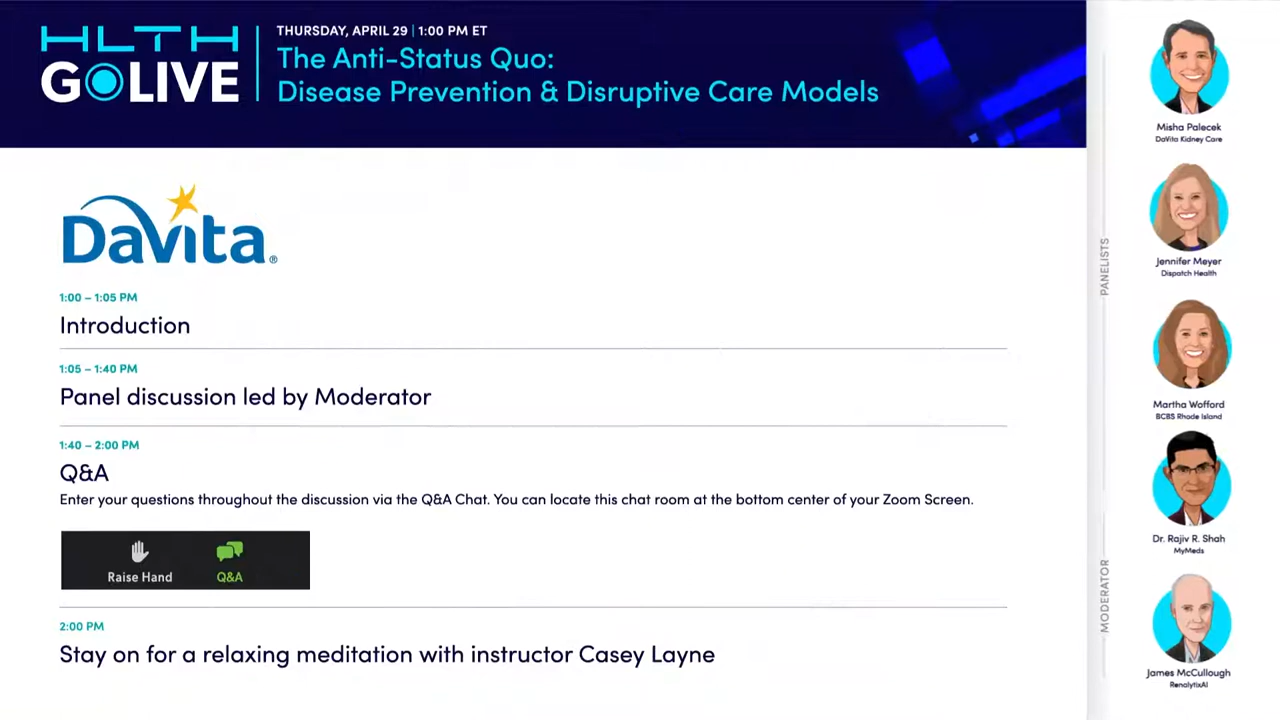 HLTH
GOLIVE
THURSDAY, APRIL 29 | 1:00 PM ET
The Anti-Status Quo:
Disease Prevention & Disruptive Care Models
DaVita®
1:00 – 1:05 PM
Introduction
1:05 – 1:40 PM
Panel discussion led by Moderator
1:40 – 2:00 PM
Q&A
Enter your questions throughout the discussion via the Q&A Chat. You can locate this chat room at the bottom center of your Zoom Screen.
Raise Hand
Q&A
2:00 PM
Stay on for a relaxing meditation with instructor Casey Layne
PANELISTS
Misha Palecek
DaVita Kidney Care
Jennifer Meyer
Dispatch Health
Martha Wofford
BCBS Rhode Island
Dr. Rajiv R. Shah
MyMeds
MODERATOR
James McCullough
RenalytixAI